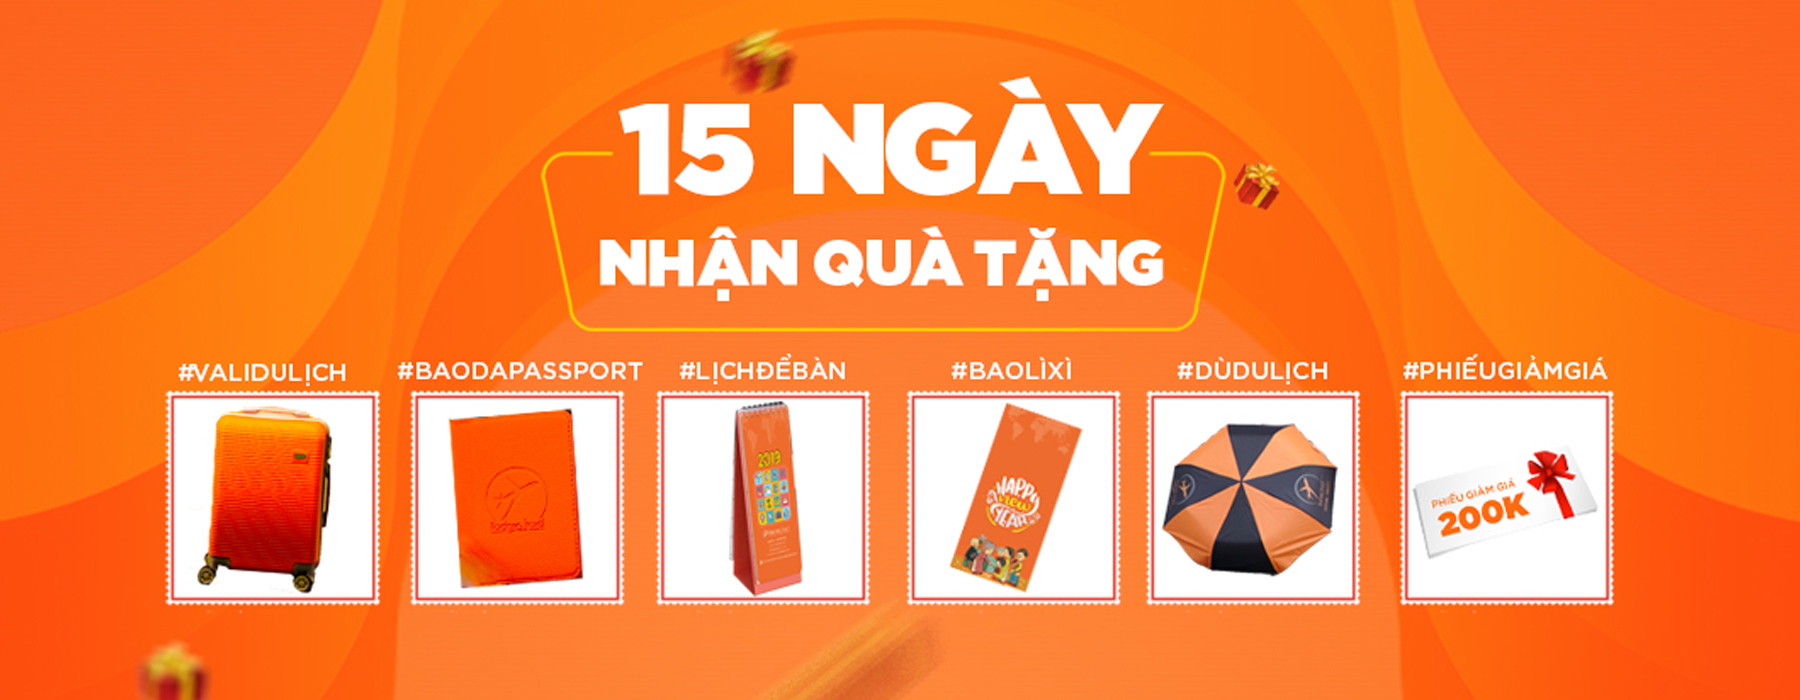 15 NGÀY
NHẬN QUÀ TẶNG
#VALIDULỊCH
#BAODAPASSPORT
#LỊCHĐỂBÀN
#BAOLÌXÌ
#DÙDULỊCH
#PHIẾUGIẢMGIÁ
2019
HAPPY
new
YEAR
PHIẾU GIẢM GIÁ
200K